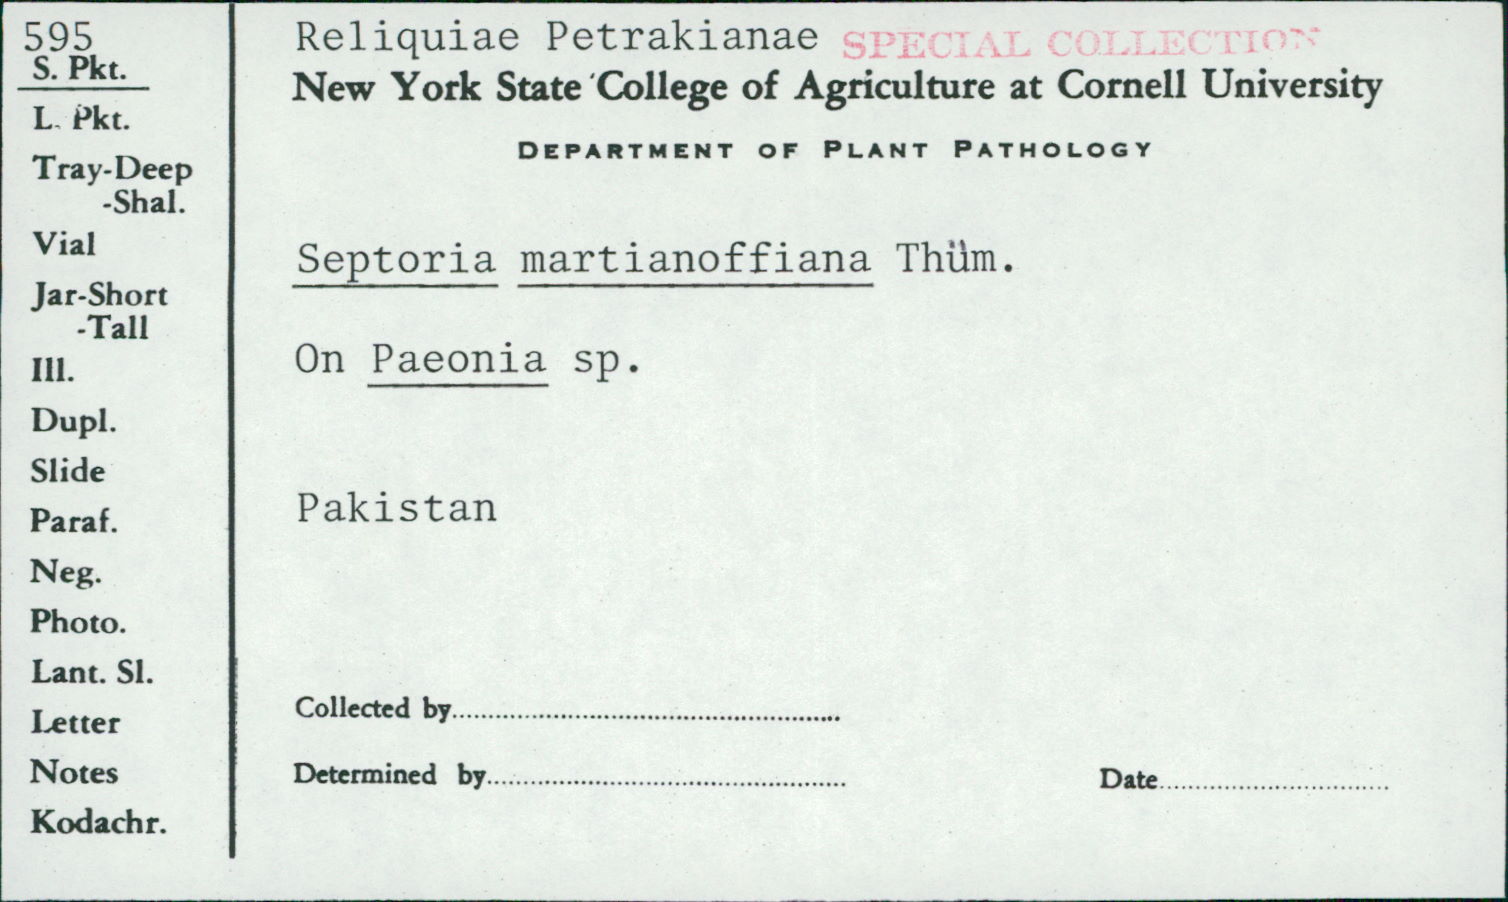 595
S. Pkt.
L. Pkt.
Tray-Deep
-Shal.
Vial
Jar-Short
-Tall
Ill.
Dupl.
Slide
Paraf.
Neg.
Photo.
Lant. Sl.
Letter
Notes
Kodachr.
Reliquiae Petrakianae SPECIAL COLLECTION
New York State College of Agriculture at Cornell University
DEPARTMENT OF PLANT PATHOLOGY
Septoria martianoffiana Thüm.
On Paeonia sp.
Pakistan
Collected by
Determined by
Date